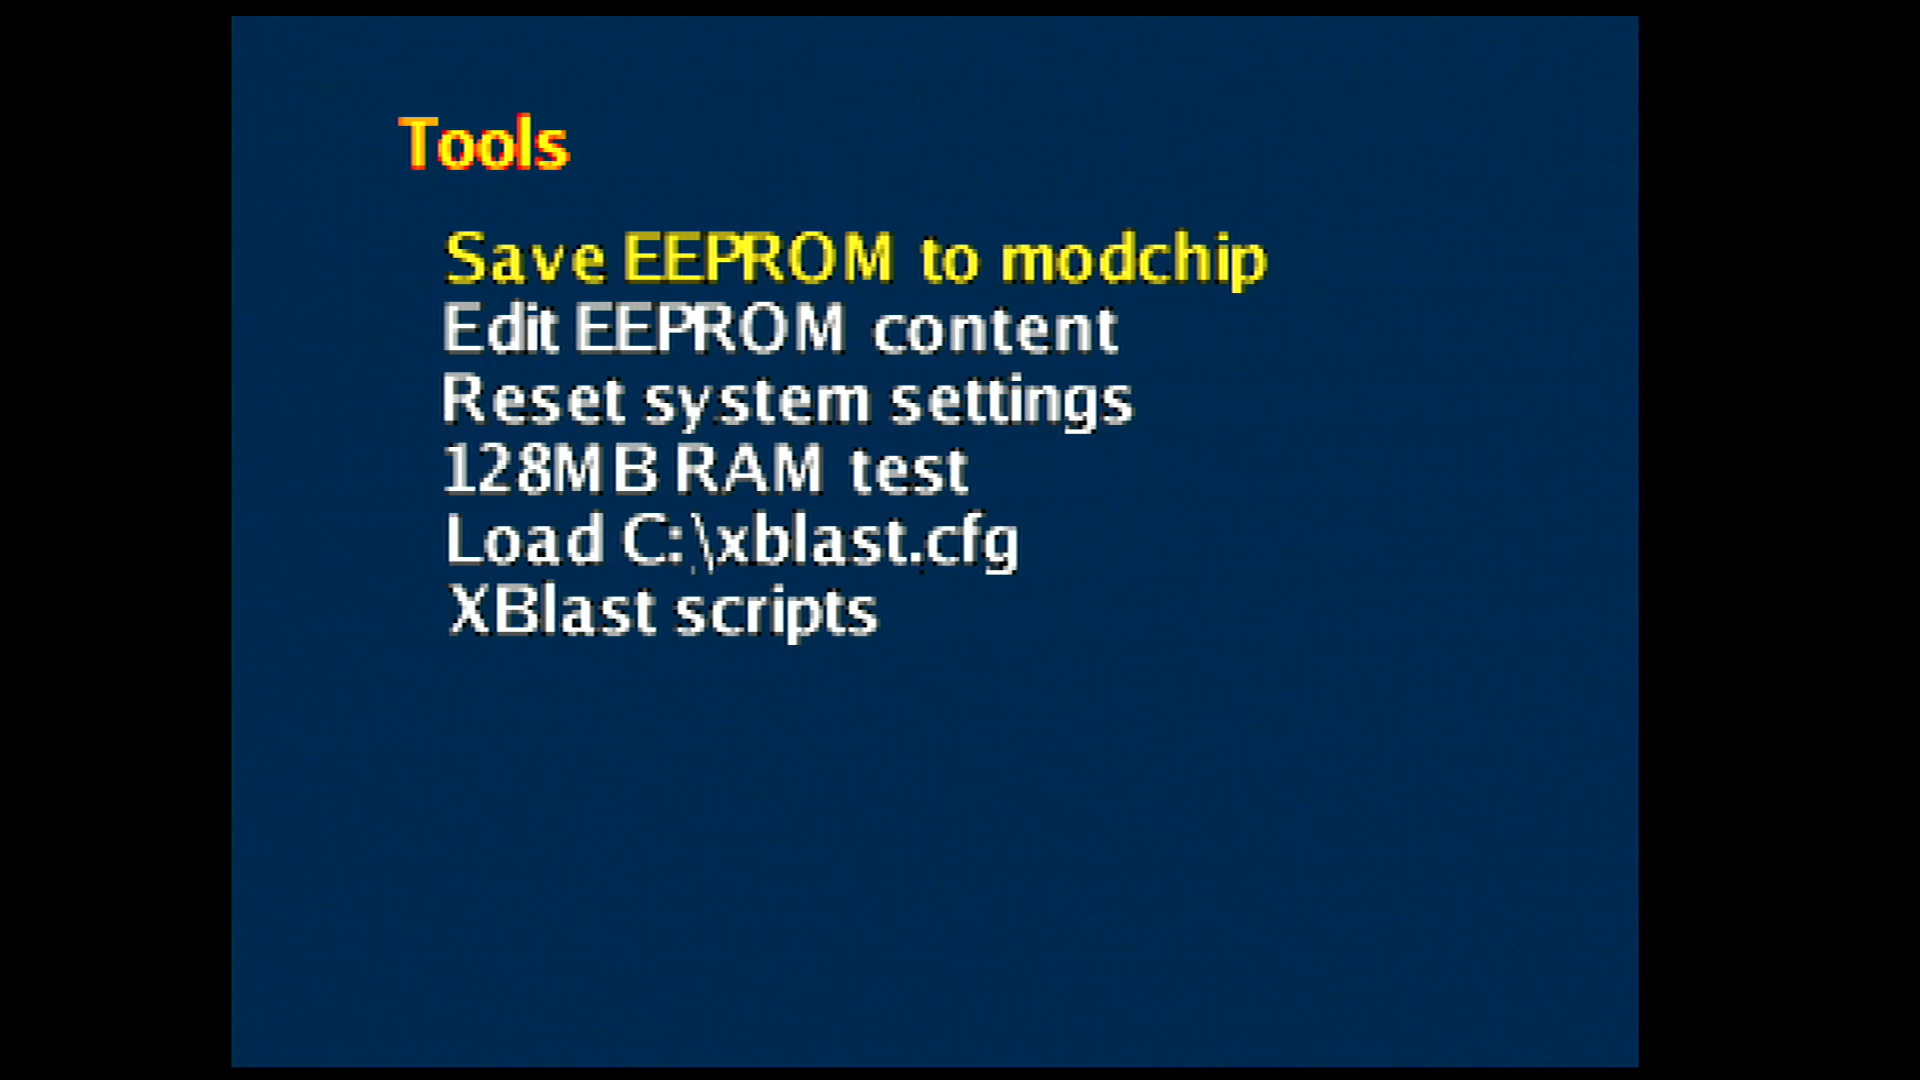 Tools
Save EEPROM to modchip
Edit EEPROM content
Reset system settings
128MB RAM test
Load C:\xblast.cfg
XBlast scripts